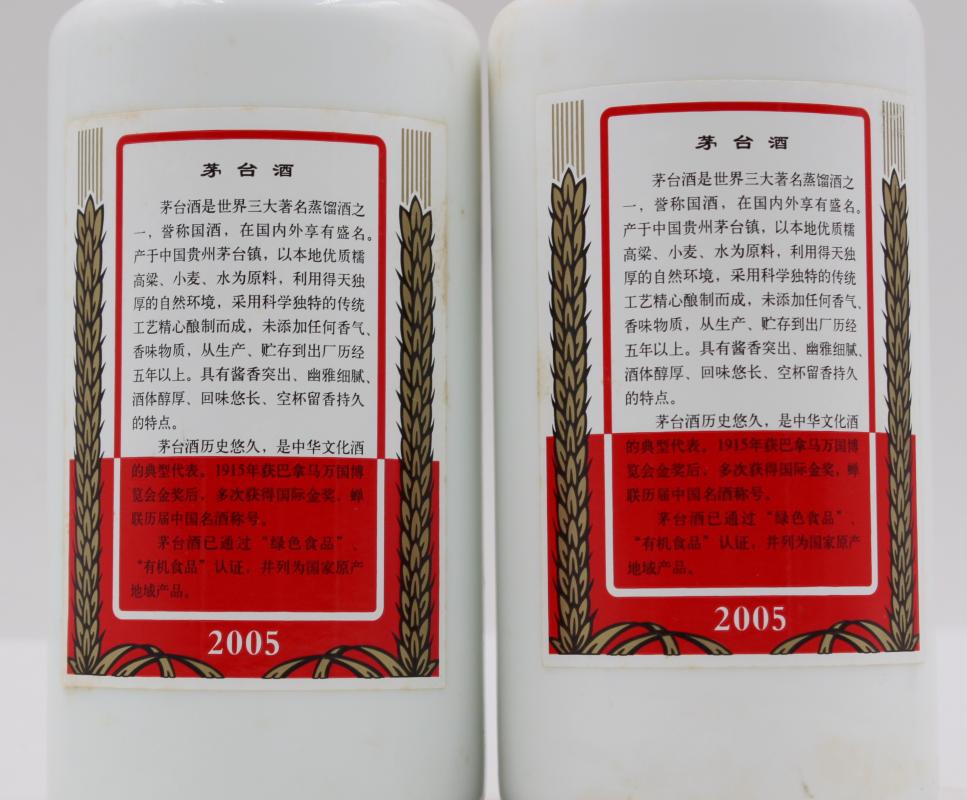 茅台酒
茅台酒是世界三大著名蒸馏酒之
一，誉称国酒，在国内外享有盛名。
产于中国贵州茅台镇，以本地优质糯
高梁、小麦、水为原料，利用得天独
厚的自然环境，采用科学独特的传统
工艺精心酿制而成，未添加任何香气、
香味物质，从生产、贮存到出厂历经
五年以上。具有酱香突出、幽雅细腻、
酒体醇厚、回味悠长、空杯留香持久
的特点。
茅台酒历史悠久，是中华文化酒
的典型代表。1915年获巴拿马万国博
览会金奖后，多次获得国际金奖，蝉
联历届中国名酒称号。
茅台酒已通过“绿色食品”、
“有机食品”认证，并列为国家原产
地域产品。
2005
茅台酒
茅台酒是世界三大著名蒸馏酒之
一，誉称国酒，在国内外享有盛名。
产于中国贵州茅台镇，以本地优质糯
高梁、小麦、水为原料，利用得天独
厚的自然环境，采用科学独特的传统
工艺精心酿制而成，未添加任何香气、
香味物质，从生产、贮存到出厂历经
五年以上。具有酱香突出、幽雅细腻、
酒体醇厚、回味悠长、空杯留香持久
的特点。
茅台酒历史悠久，是中华文化酒
的典型代表。1915年获巴拿马万国博
览会金奖后，多次获得国际金奖，蝉
联历届中国名酒称号。
茅台酒已通过“绿色食品”、
“有机食品”认证，并列为国家原产
地域产品。
2005